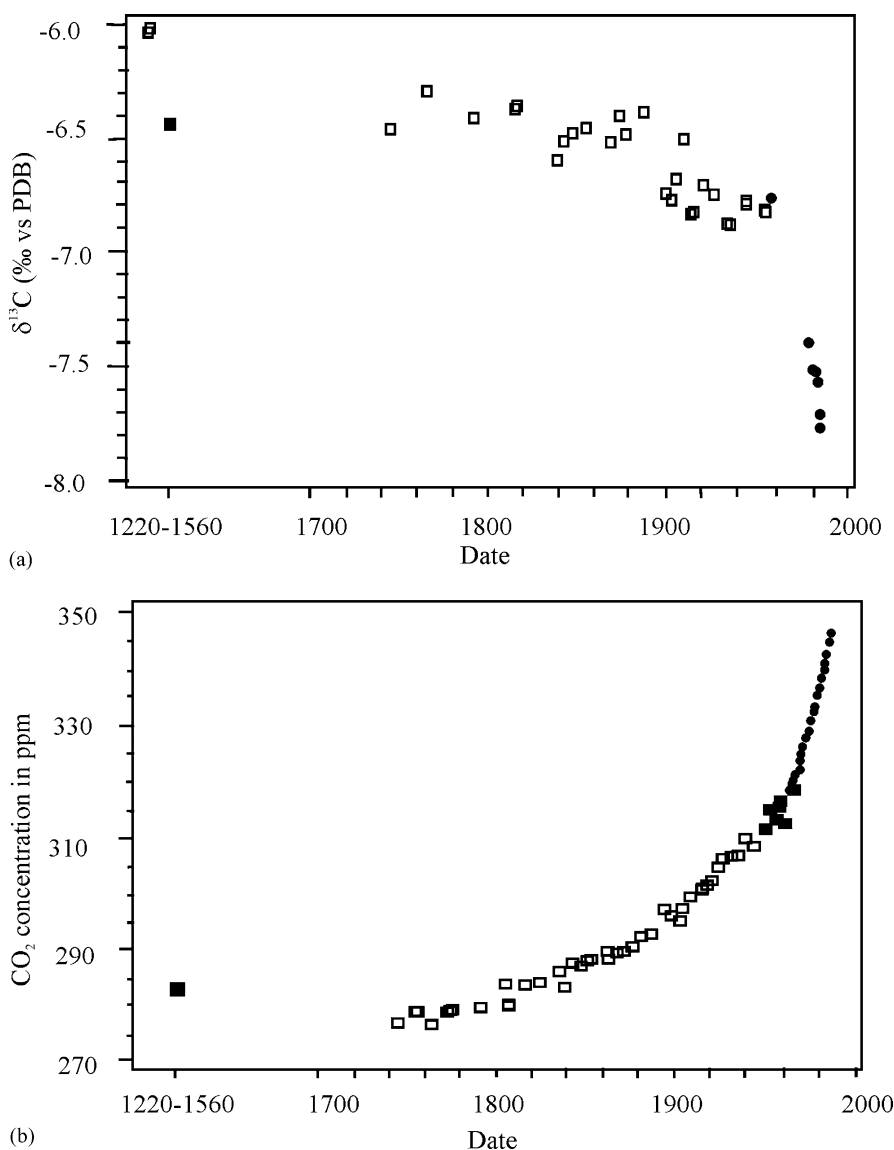 -6.0
-6.5
-7.0
-7.5
-8.0
δ¹³C (‰ vs PDB)
1220-1560 1700 1800 1900 2000
Date
(a)
350
330
310
290
270
CO₂ concentration in ppm
1220-1560 1700 1800 1900 2000
Date
(b)